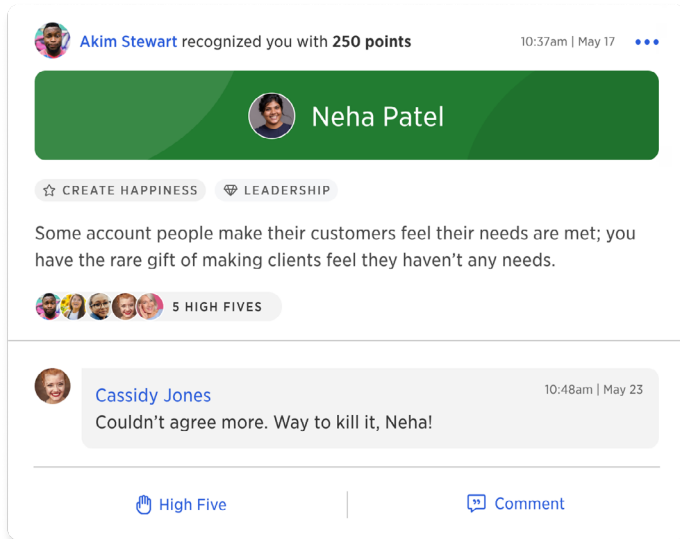 Akim Stewart recognized you with 250 points 10:37am | May 17
Neha Patel
CREATE HAPPINESS LEADERSHIP
Some account people make their customers feel their needs are met; you
have the rare gift of making clients feel they haven’t any needs.
5 HIGH FIVES
Cassidy Jones 10:48am | May 23
Couldn’t agree more. Way to kill it, Neha!
High Five Comment